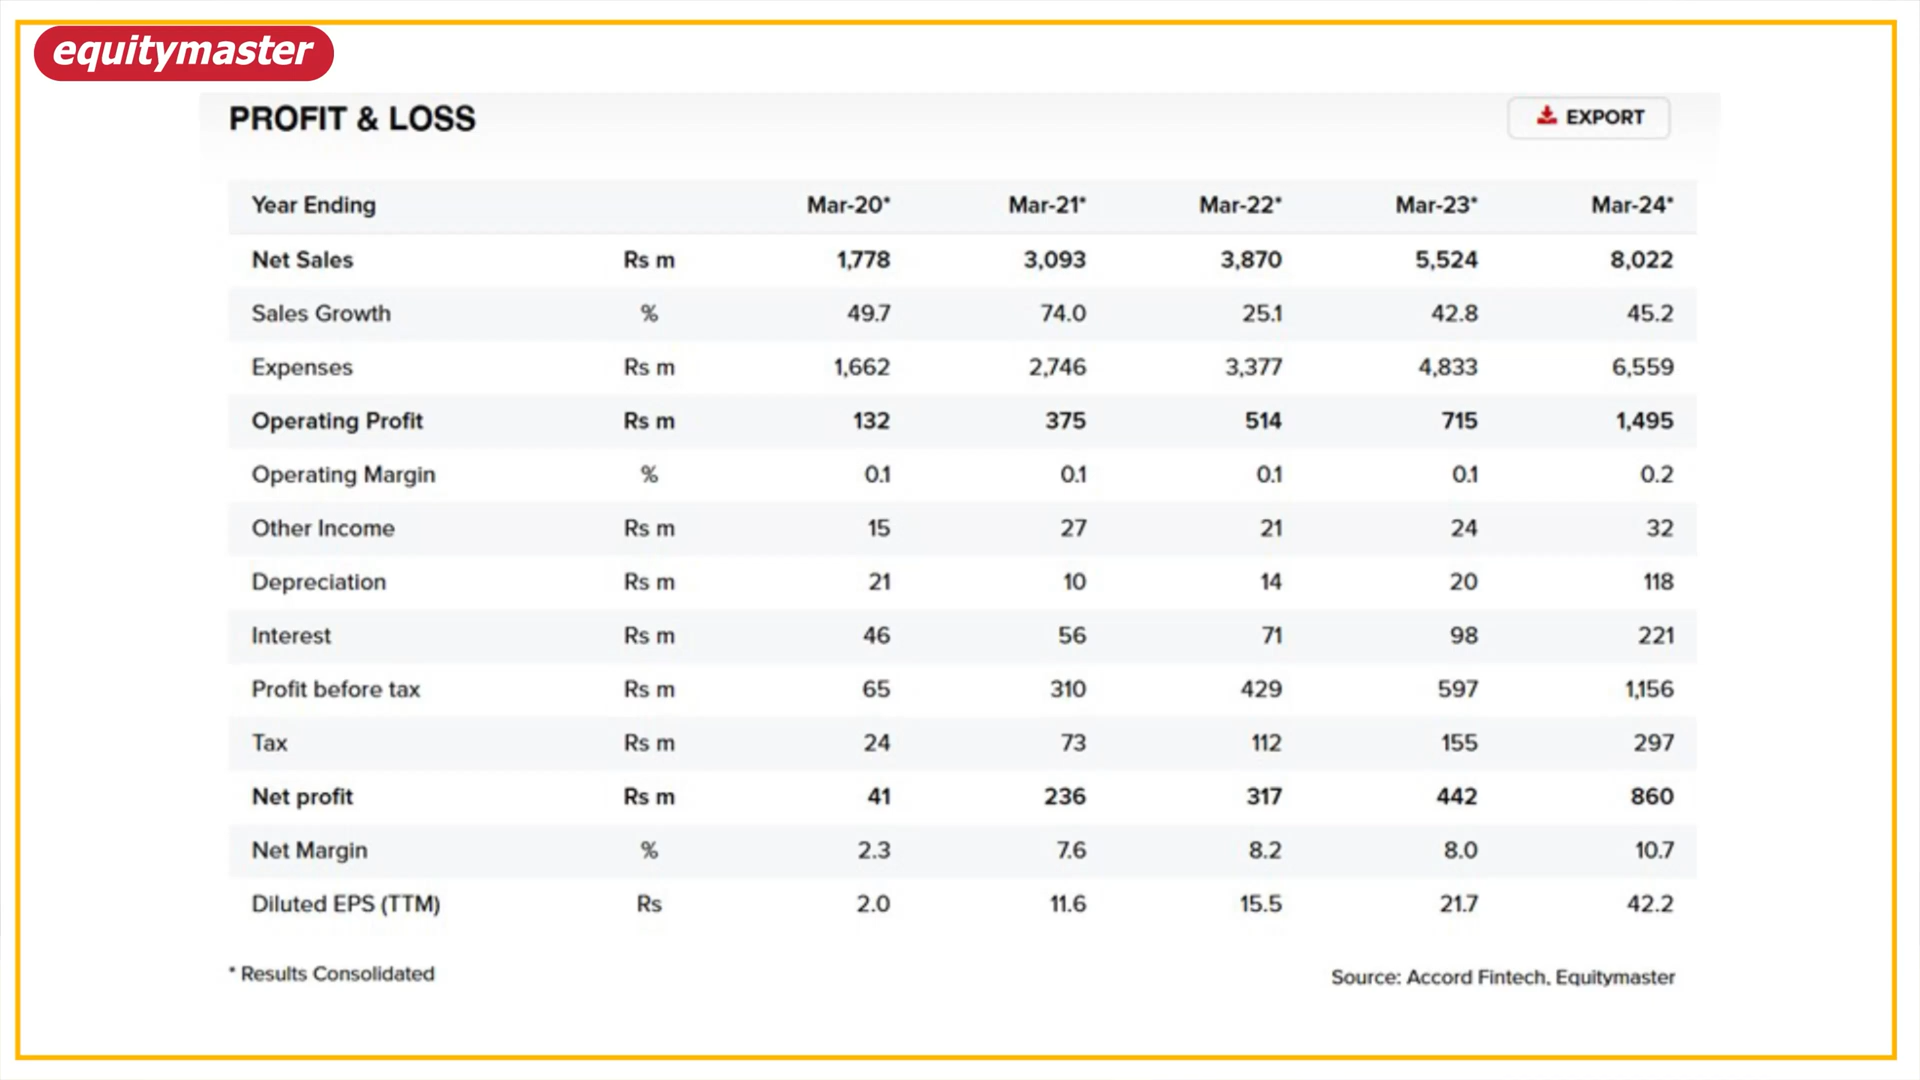 equitymaster
PROFIT & LOSS
EXPORT
Year Ending Mar-20* Mar-21* Mar-22* Mar-23* Mar-24*
Net Sales Rs m 1,778 3,093 3,870 5,524 8,022
Sales Growth % 49.7 74.0 25.1 42.8 45.2
Expenses Rs m 1,662 2,746 3,377 4,833 6,559
Operating Profit Rs m 132 375 514 715 1,495
Operating Margin % 0.1 0.1 0.1 0.1 0.2
Other Income Rs m 15 27 21 24 32
Depreciation Rs m 21 10 14 20 118
Interest Rs m 46 56 71 98 221
Profit before tax Rs m 65 310 429 597 1,156
Tax Rs m 24 73 112 155 297
Net profit Rs m 41 236 317 442 860
Net Margin % 2.3 7.6 8.2 8.0 10.7
Diluted EPS (TTM) Rs 2.0 11.6 15.5 21.7 42.2
* Results Consolidated
Source: Accord Fintech, Equitymaster